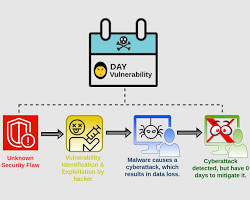 DAY
Vulnerability
Unknown
Security Flaw
Vulnerability
Identification &
Exploitation by
hacker.
Malware causes a
cyberattack, which
results in data loss.
Cyberattack
detected, but have 0
days to mitigate it.